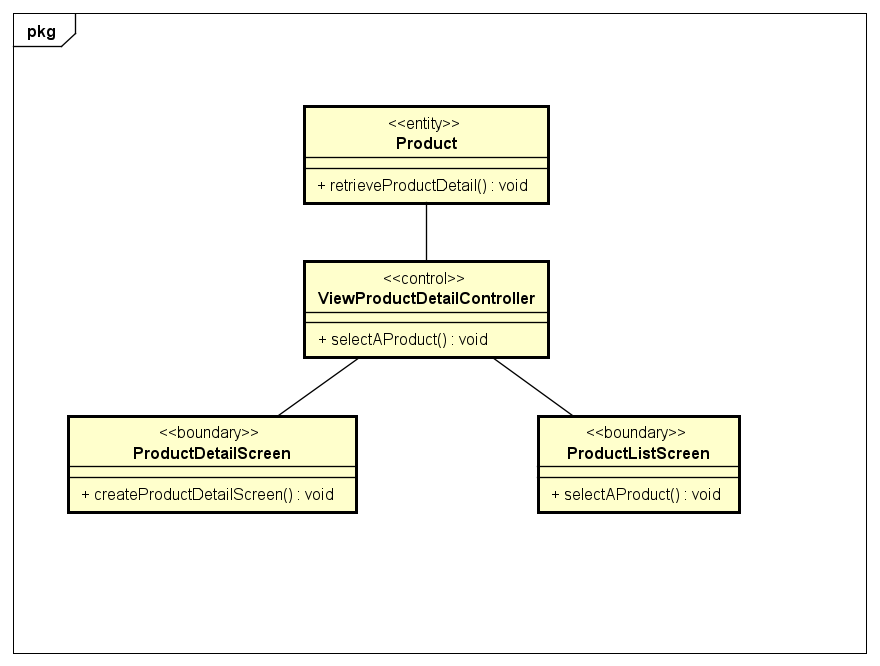 pkg
<<entity>>
Product
+ retrieveProductDetail() : void
<<control>>
ViewProductDetailController
+ selectAProduct() : void
<<boundary>>
ProductDetailScreen
+ createProductDetailScreen() : void
<<boundary>>
ProductListScreen
+ selectAProduct() : void